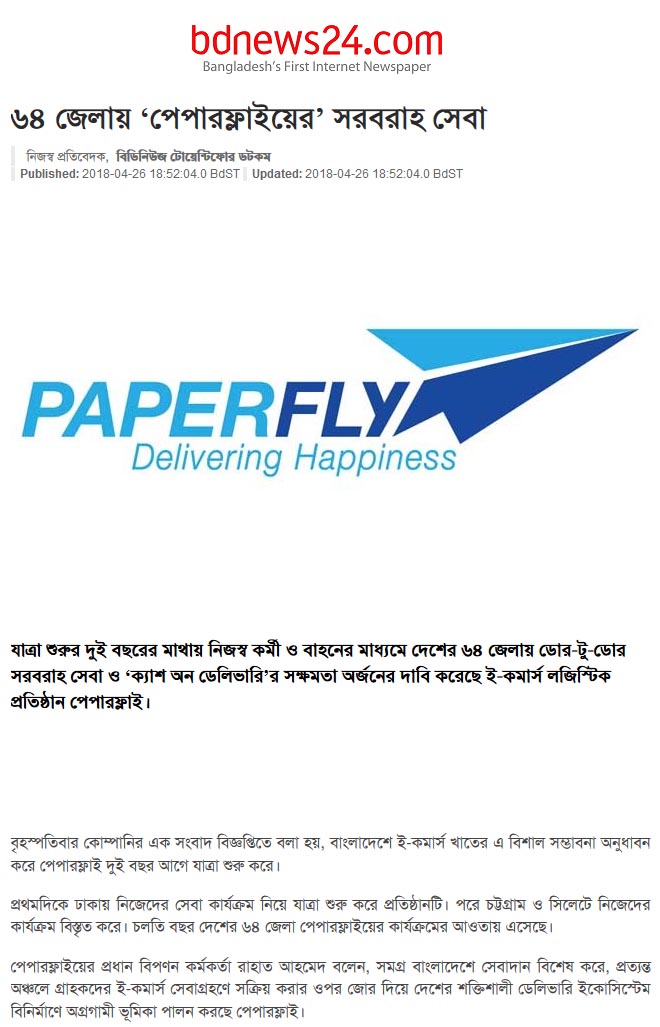 bdnews24.com
Bangladesh's First Internet Newspaper
৬৪ জেলায় ‘পেপারফ্লাইয়ের’ সরবরাহ সেবা
নিজস্ব প্রতিবেদক, বিডিনিউজ টোয়েন্টিফোর ডটকম
Published: 2018-04-26 18:52:04.0 BdST Updated: 2018-04-26 18:52:04.0 BdST
PAPERFLY
Delivering Happiness
যাত্রা শুরুর দুই বছরের মাথায় নিজস্ব কর্মী ও বাহনের মাধ্যমে দেশের ৬৪ জেলায় ডোর-টু-ডোর
সরবরাহ সেবা ও ‘ক্যাশ অন ডেলিভারি’র সক্ষমতা অর্জনের দাবি করেছে ই-কমার্স লজিস্টিক
প্রতিষ্ঠান পেপারফ্লাই।
বৃহস্পতিবার কোম্পানির এক সংবাদ বিজ্ঞপ্তিতে বলা হয়, বাংলাদেশে ই-কমার্স খাতের এ বিশাল সম্ভাবনা অনুধাবন
করে পেপারফ্লাই দুই বছর আগে যাত্রা শুরু করে।
প্রথমদিকে ঢাকায় নিজেদের সেবা কার্যক্রম নিয়ে যাত্রা শুরু করে প্রতিষ্ঠানটি। পরে চট্টগ্রাম ও সিলেটে নিজেদের
কার্যক্রম বিস্তৃত করে। চলতি বছর দেশের ৬৪ জেলা পেপারফ্লাইয়ের কার্যক্রমের আওতায় এসেছে।
পেপারফ্লাইয়ের প্রধান বিপণন কর্মকর্তা রাহাত আহমেদ বলেন, সমগ্র বাংলাদেশে সেবাদান বিশেষ করে, প্রত্যন্ত
অঞ্চলে গ্রাহকদের ই-কমার্স সেবাগ্রহণে সক্রিয় করার ওপর জোর দিয়ে দেশের শক্তিশালী ডেলিভারি ইকোসিস্টেম
বিনির্মাণে অগ্রগামী ভূমিকা পালন করছে পেপারফ্লাই।